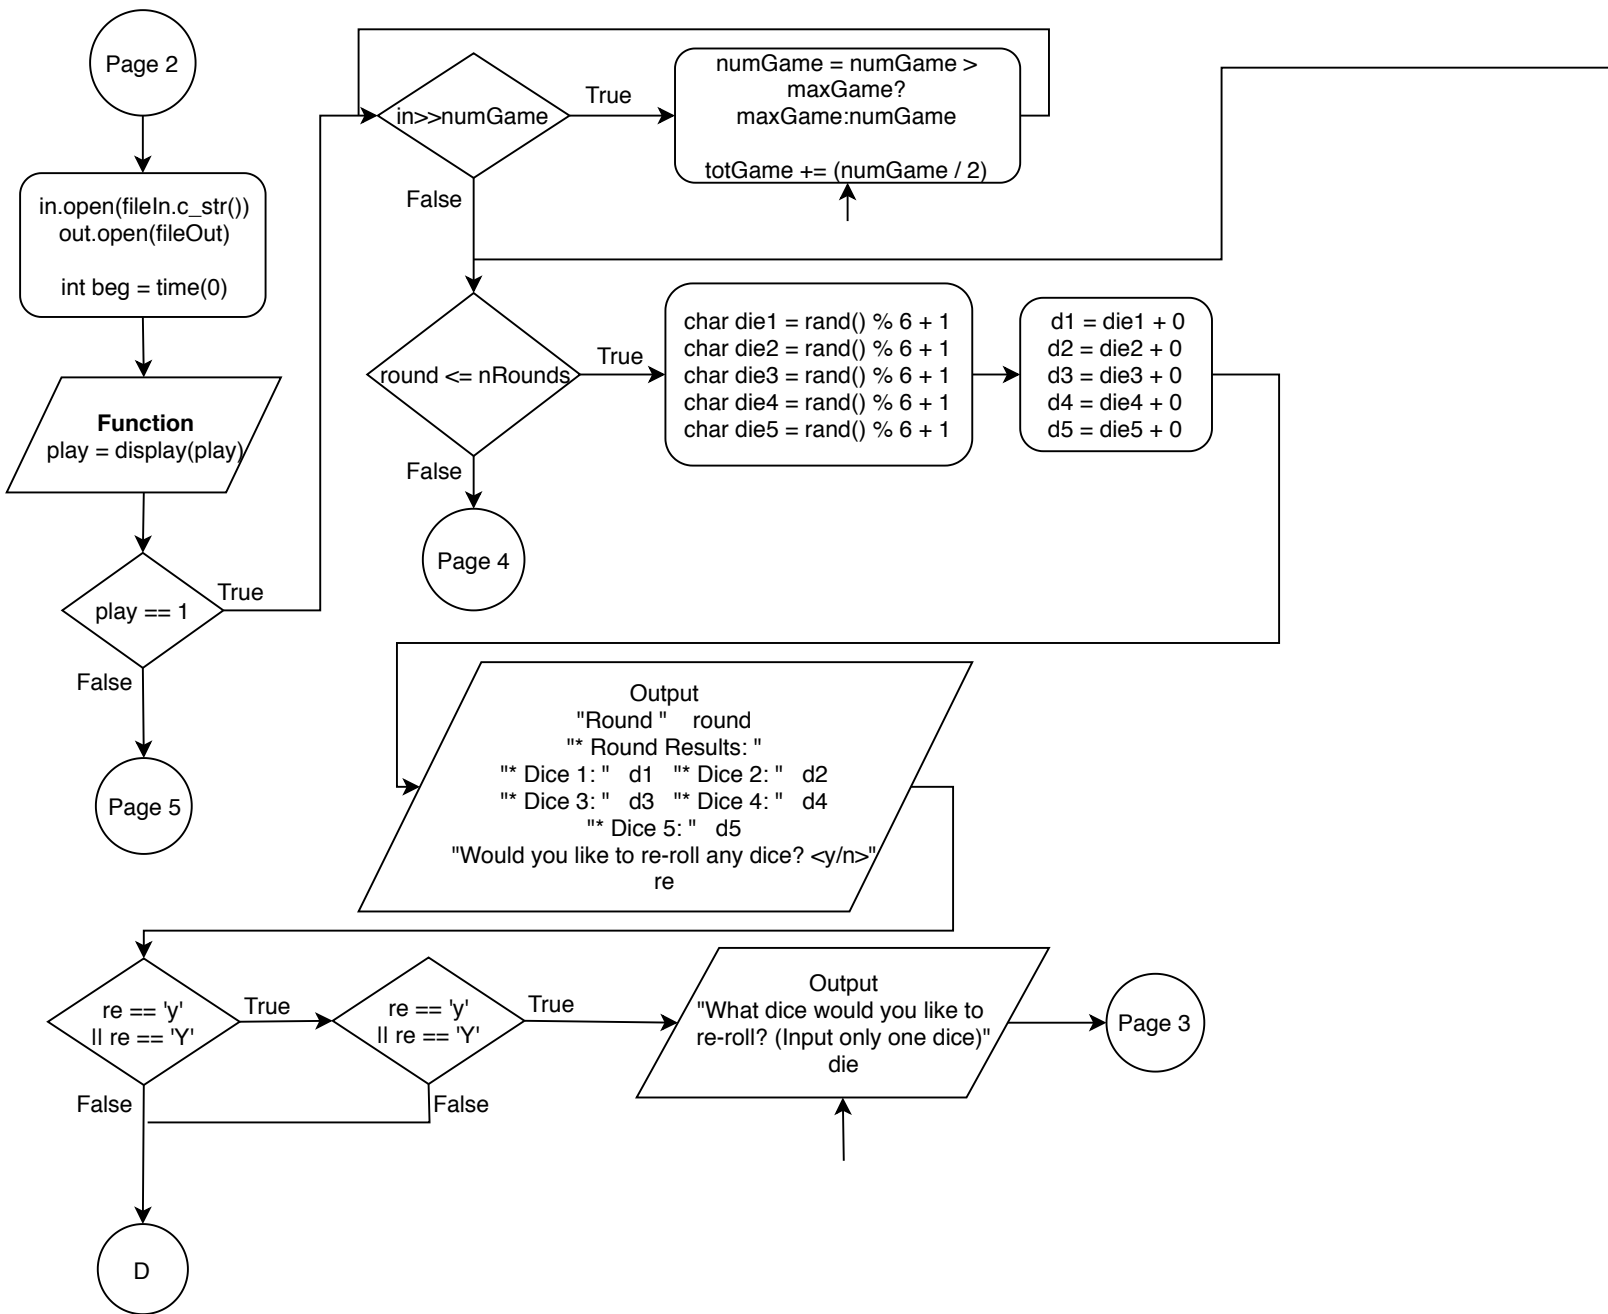 Page 2
in.open(fileIn.c_str())
out.open(fileOut)
int beg = time(0)
Function
play = display(play)
play == 1
True
False
Page 5
in>>numGame
True
False
numGame = numGame >
maxGame?
maxGame:numGame
totGame += (numGame / 2)
round <= nRounds
True
False
Page 4
char die1 = rand() % 6 + 1
char die2 = rand() % 6 + 1
char die3 = rand() % 6 + 1
char die4 = rand() % 6 + 1
char die5 = rand() % 6 + 1
d1 = die1 + 0
d2 = die2 + 0
d3 = die3 + 0
d4 = die4 + 0
d5 = die5 + 0
Output
"Round " round
"* Round Results: "
"* Dice 1: " d1 "* Dice 2: " d2
"* Dice 3: " d3 "* Dice 4: " d4
"* Dice 5: " d5
"Would you like to re-roll any dice? <y/n>"
re
re == 'y'
|| re == 'Y'
True
False
re == 'y'
|| re == 'Y'
True
False
Output
"What dice would you like to
re-roll? (Input only one dice)"
die
Page 3
D